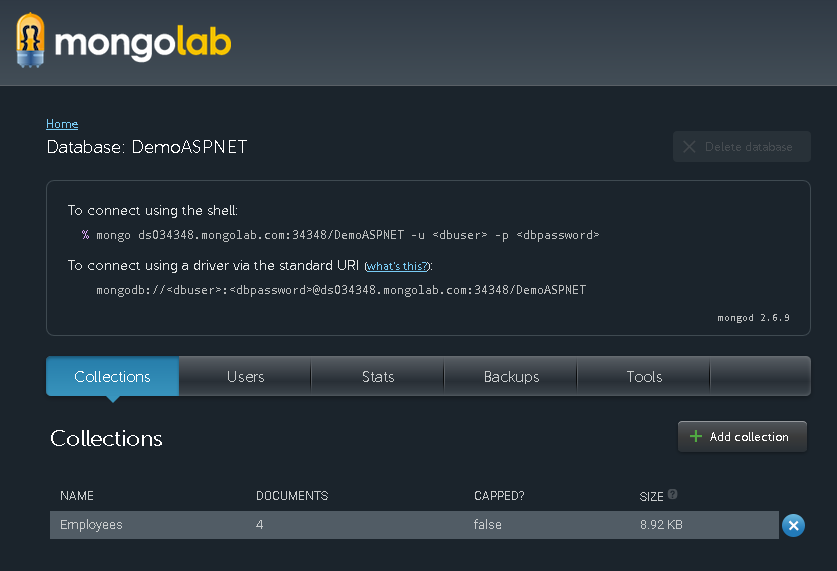 mongolab
Home
Database: DemoASPNET
Delete database
To connect using the shell:
% mongo ds034348.mongolab.com:34348/DemoASPNET -u <dbuser> -p <dbpassword>
To connect using a driver via the standard URI (what's this?):
mongodb://<dbuser>:<dbpassword>@ds034348.mongolab.com:34348/DemoASPNET
mongod 2.6.9
Collections Users Stats Backups Tools
Collections
Add collection
NAME DOCUMENTS CAPPED? SIZE ?
Employees 4 false 8.92 KB